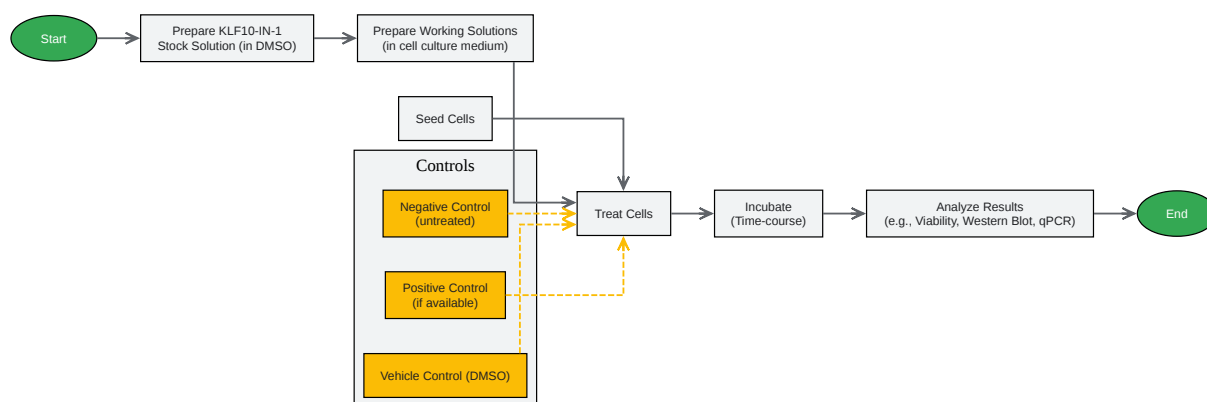 Start
Prepare KLF10-IN-1
Stock Solution (in DMSO)
Prepare Working Solutions
(in cell culture medium)
Seed Cells
Controls
Negative Control
(untreated)
Positive Control
(if available)
Vehicle Control (DMSO)
Treat Cells
Incubate
(Time-course)
Analyze Results
(e.g., Viability, Western Blot, qPCR)
End